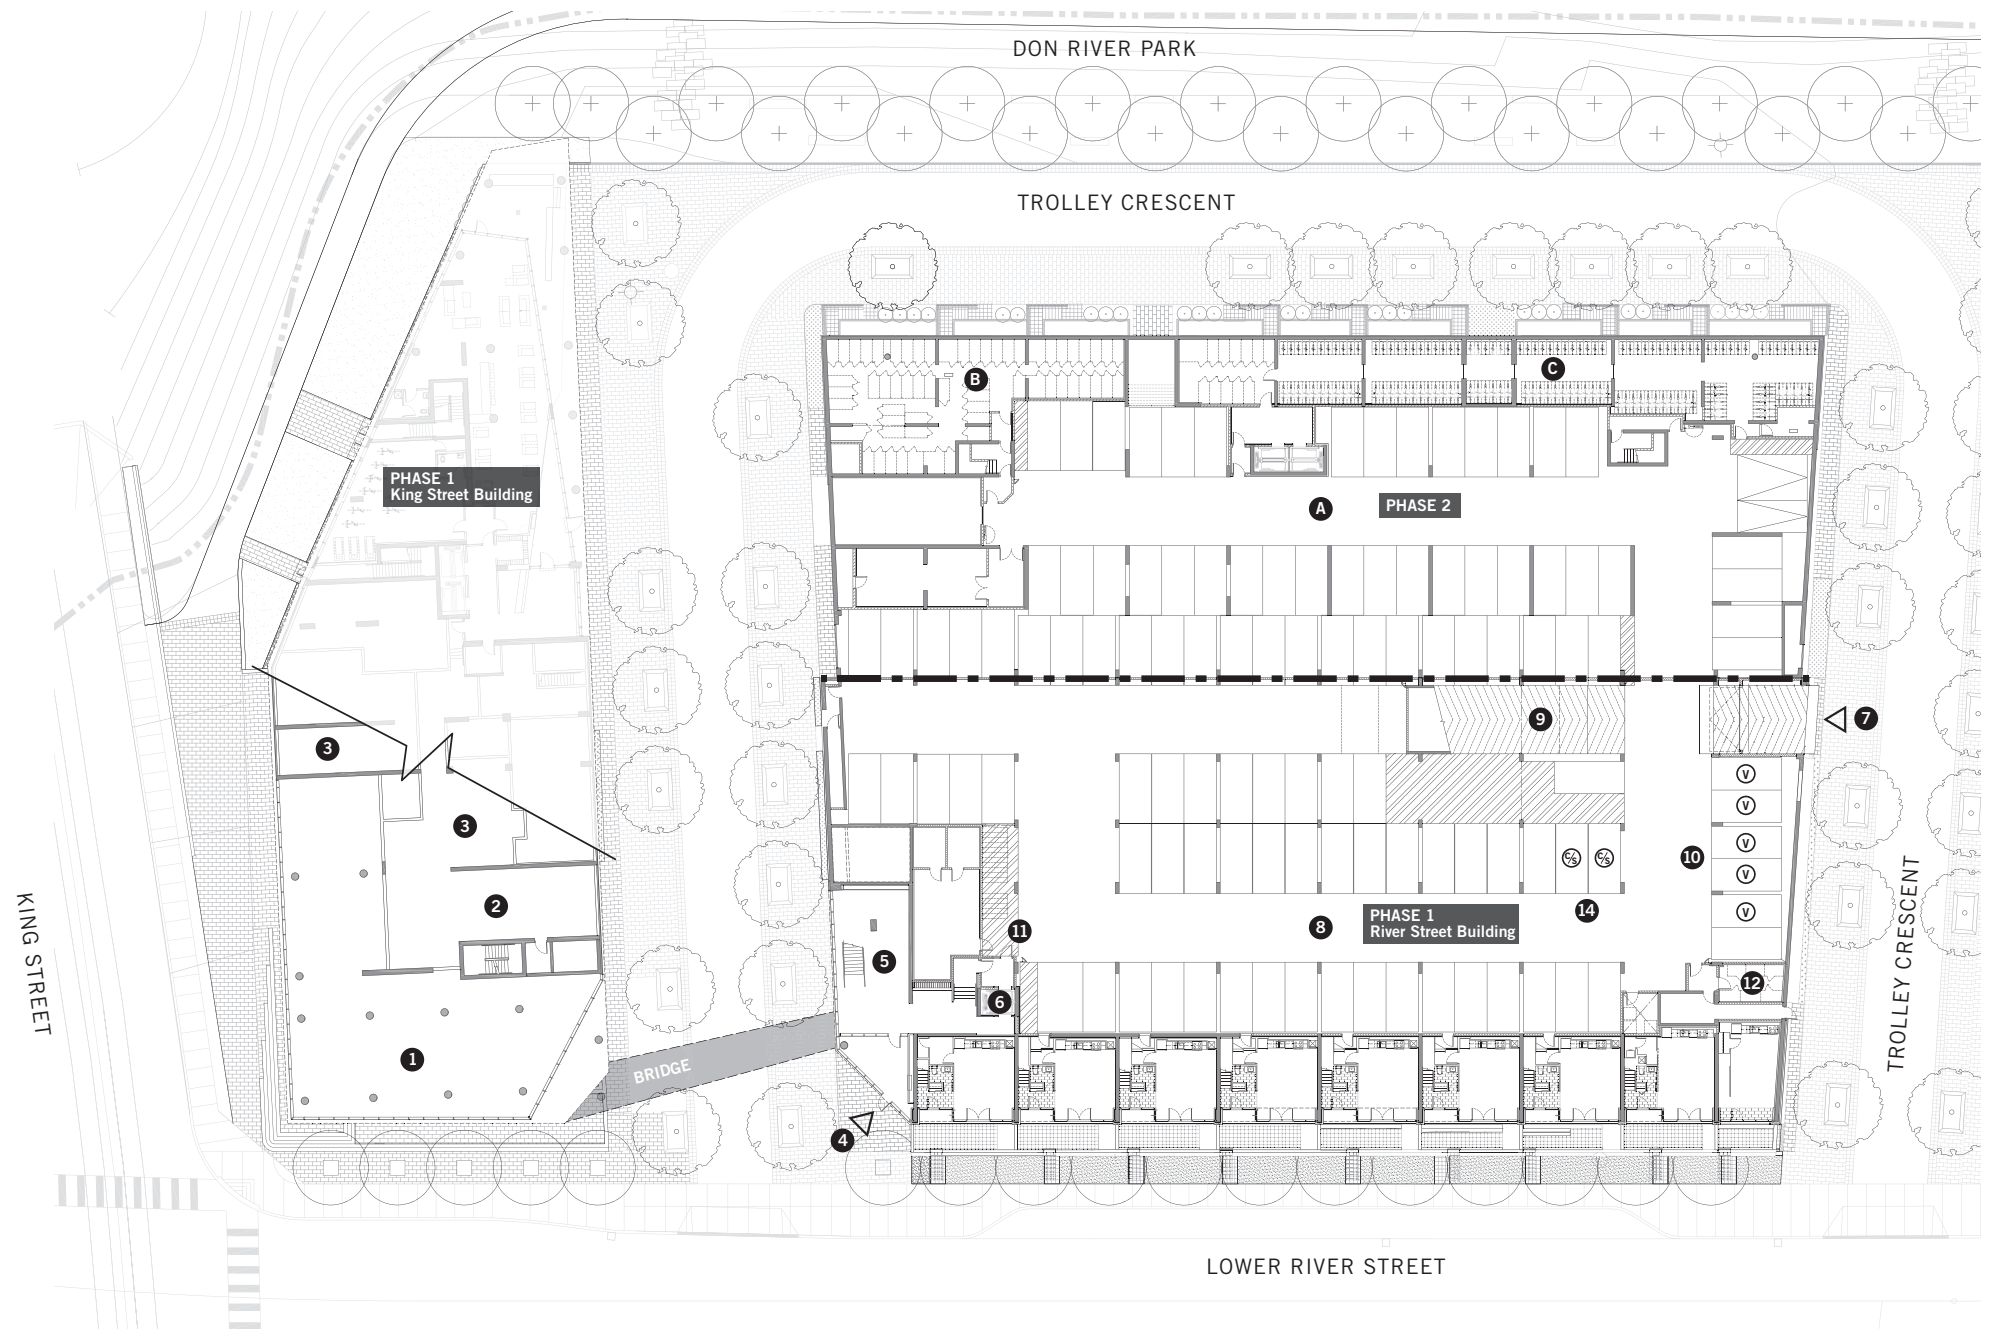 DON RIVER PARK
TROLLEY CRESCENT
B
C
PHASE 1
King Street Building
A
PHASE 2
9
7
3
V
V
3
V
C/S
C/S
10
V
KING STREET
2
V
PHASE 1
River Street Building
14
8
11
TROLLEY CRESCENT
5
12
6
1
BRIDGE
4
LOWER RIVER STREET